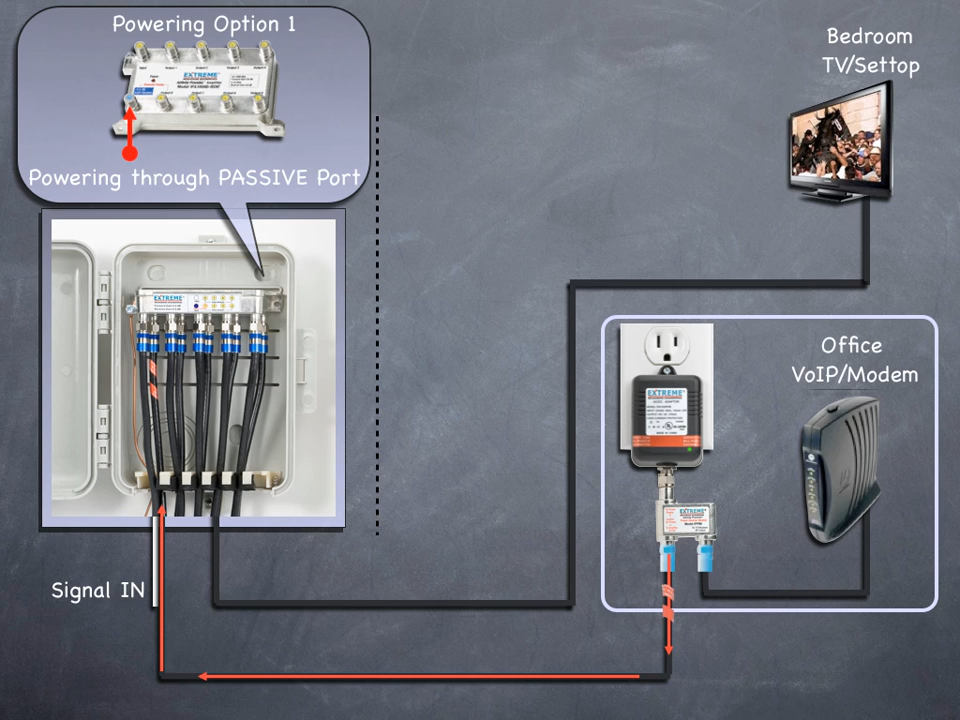 Powering Option 1
EXTREME
Powering through PASSIVE Port
EXTREME
Signal IN
Bedroom
TV/Settop
Office
VoIP/Modem
EXTREME
EXTREME